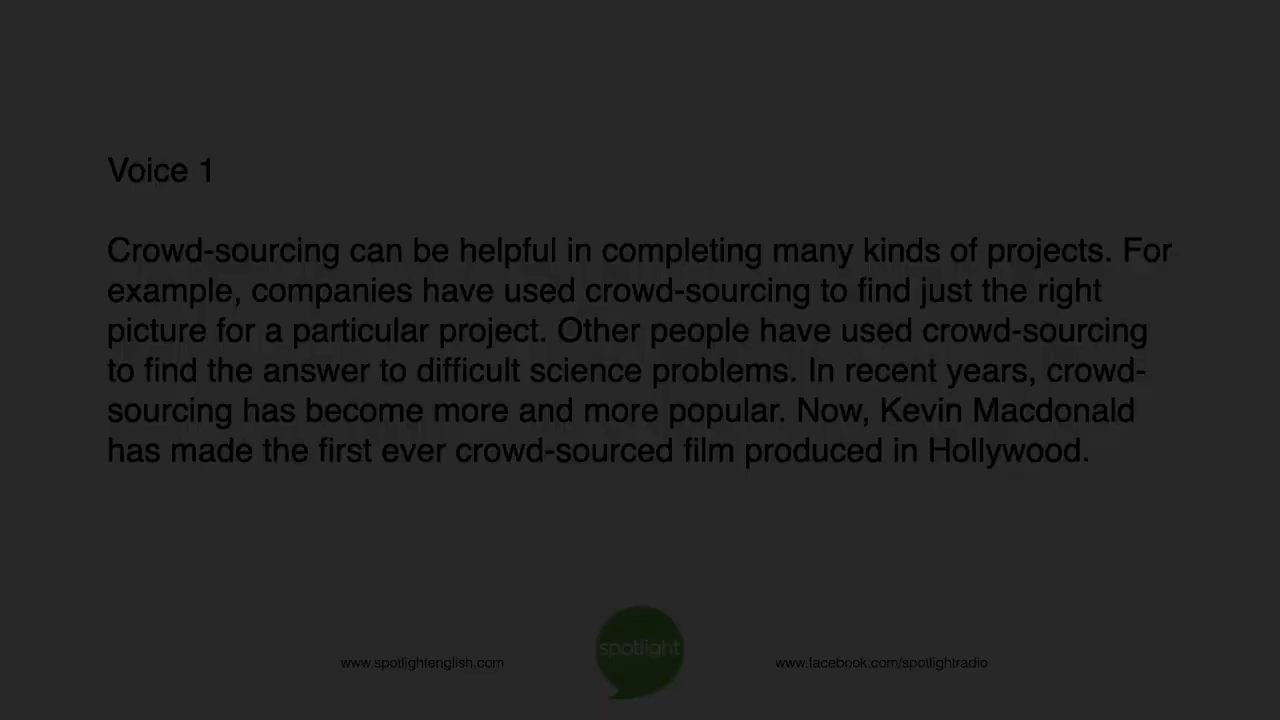 Voice 1
Crowd-sourcing can be helpful in completing many kinds of projects. For
example, companies have used crowd-sourcing to find just the right
picture for a particular project. Other people have used crowd-sourcing
to find the answer to difficult science problems. In recent years, crowd-
sourcing has become more and more popular. Now, Kevin Macdonald
has made the first ever crowd-sourced film produced in Hollywood.
spotlight
www.spotlightenglish.com
www.facebook.com/spotlightradio